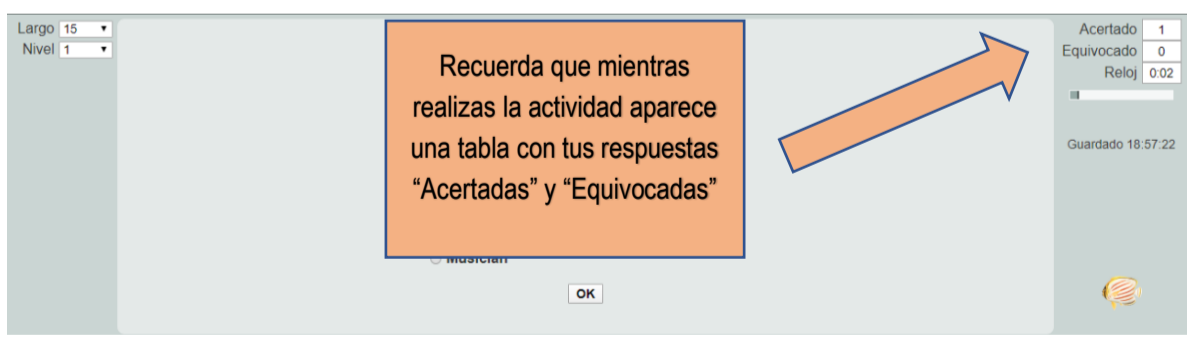 Largo 15
Nivel 1
Recuerda que mientras
realizas la actividad aparece
una tabla con tus respuestas
“Acertadas” y “Equivocadas”
Musician
OK
Acertado 1
Equivocado 0
Reloj 0:02
Guardado 18:57:22